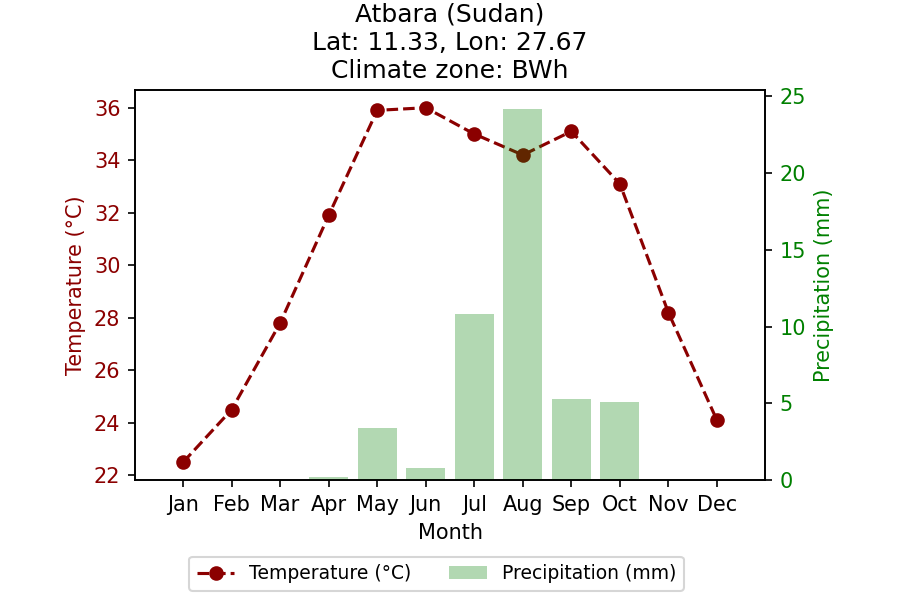 Atbara (Sudan)
Lat: 11.33, Lon: 27.67
Climate zone: BWh
36
34
32
30
28
26
24
22
Temperature (°C)
25
20
15
10
5
0
Precipitation (mm)
Jan Feb Mar Apr May Jun Jul Aug Sep Oct Nov Dec
Month
Temperature (°C) Precipitation (mm)